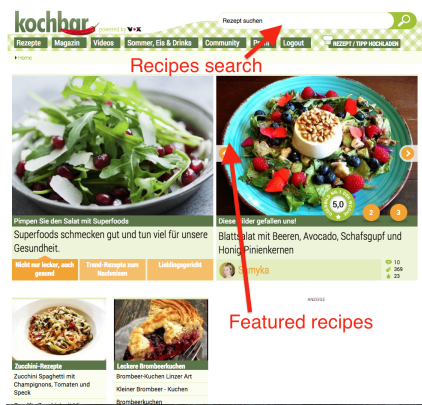 kochbar
powered by VOX
Rezept suchen
Rezepte Magazin Videos Sommer, Eis & Drinks Community Logout
REZEPT / TIPP HOCHLADEN
Home
Recipes search
5,0
2 3
Pimpen Sie den Salat mit Superfoods
Superfoods schmecken gut und tun viel für unsere
Gesundheit.
Nicht nur lecker, auch
gesund
Trend-Rezepte zum
Nachmixen
Lieblingsgericht
Diese Bilder gefallen uns!
Blattsalat mit Beeren, Avocado, Schafsgupf und
Honig Pinienkernen
10
369
23
ANZEIGE
Featured recipes
Zucchini-Rezepte
Zucchini Spaghetti mit
Champignons, Tomaten und
Speck
Leckere Brombeerkuchen
Brombeer-Kuchen Linzer Art
Kleiner Brombeer - Kuchen
Brombeerkuchen